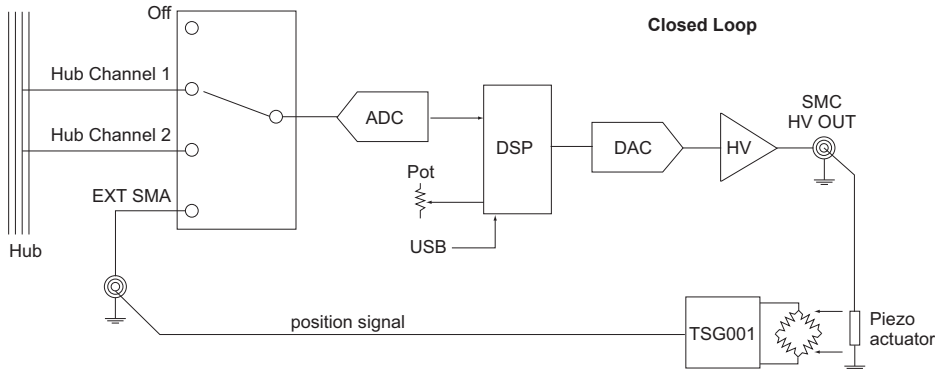 Closed Loop
Off
Hub Channel 1
Hub Channel 2
EXT SMA
Hub
ADC
DSP
DAC
HV
SMC
HV OUT
Pot
USB
position signal
TSG001
Piezo
actuator